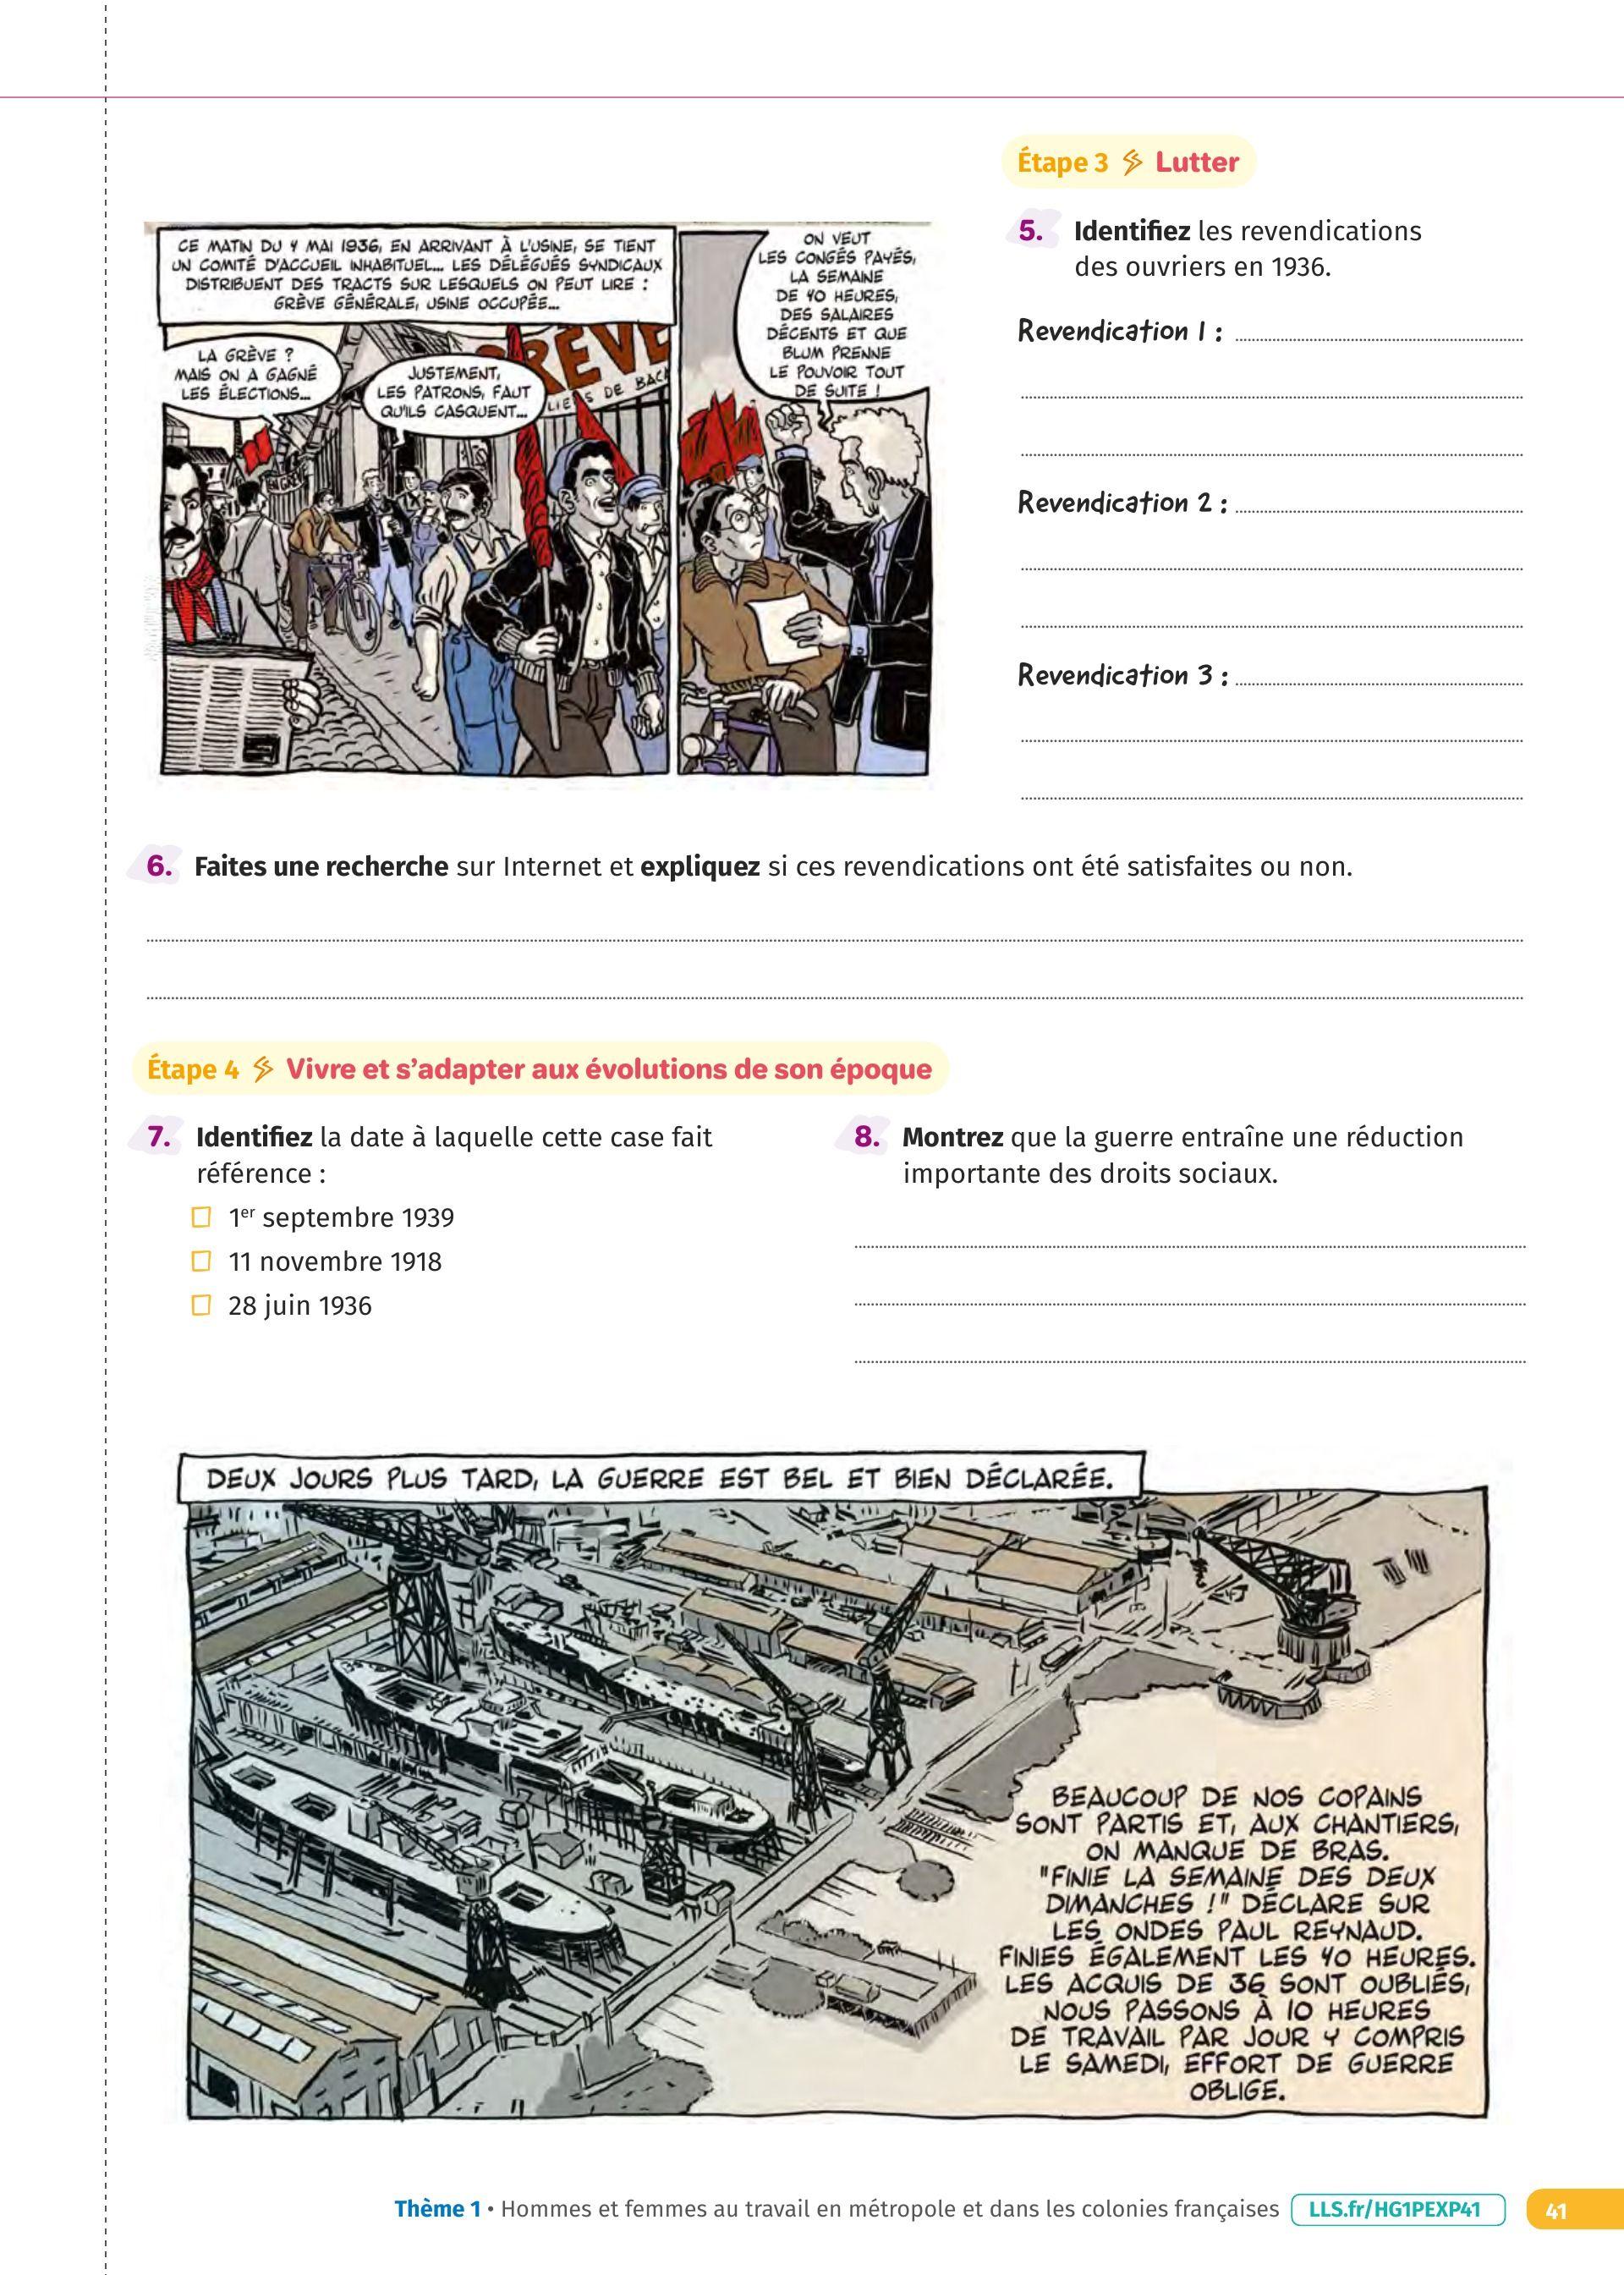 Étape 3 Lutter
CE MATIN DU 4 MAI 1936, EN ARRIVANT À L'USINE, SE TIENT
UN COMITÉ D'ACCUEIL INHABITUEL... LES DÉLÉGUÉS SYNDICAUX
DISTRIBUENT DES TRACTS SUR LESQUELS ON PEUT LIRE :
GRÈVE GÉNÉRALE, USINE OCCUPÉE...
LA GRÈVE ?
MAIS ON A GAGNÉ
LES ÉLECTIONS...
JUSTEMENT,
LES PATRONS, FAUT
QU'ILS CASQUENT...
GRÈVE
LIERS DE BAC
ON VEUT
LES CONGÉS PAYÉS,
LA SEMAINE
DE 40 HEURES,
DES SALAIRES
DÉCENTS ET QUE
BLUM PRENNE
LE POUVOIR TOUT
DE SUITE !
5. Identifiez les revendications
des ouvriers en 1936.
Revendication 1 :
Revendication 2 :
Revendication 3 :
6. Faites une recherche sur Internet et expliquez si ces revendications ont été satisfaites ou non.
Étape 4 Vivre et s'adapter aux évolutions de son époque
7. Identifiez la date à laquelle cette case fait
référence :
1er septembre 1939
11 novembre 1918
28 juin 1936
8. Montrez que la guerre entraîne une réduction
importante des droits sociaux.
DEUX JOURS PLUS TARD, LA GUERRE EST BEL ET BIEN DÉCLARÉE.
BEAUCOUP DE NOS COPAINS
SONT PARTIS ET, AUX CHANTIERS,
ON MANQUE DE BRAS.
"FINIE LA SEMAINE DES DEUX
DIMANCHES !" DÉCLARE SUR
LES ONDES PAUL REYNAUD.
FINIES ÉGALEMENT LES 40 HEURES.
LES ACQUIS DE 36 SONT OUBLIÉS,
NOUS PASSONS À 10 HEURES
DE TRAVAIL PAR JOUR Y COMPRIS
LE SAMEDI, EFFORT DE GUERRE
OBLIGE.
Thème 1 • Hommes et femmes au travail en métropole et dans les colonies françaises LLS.fr/HG1PEXP41 41